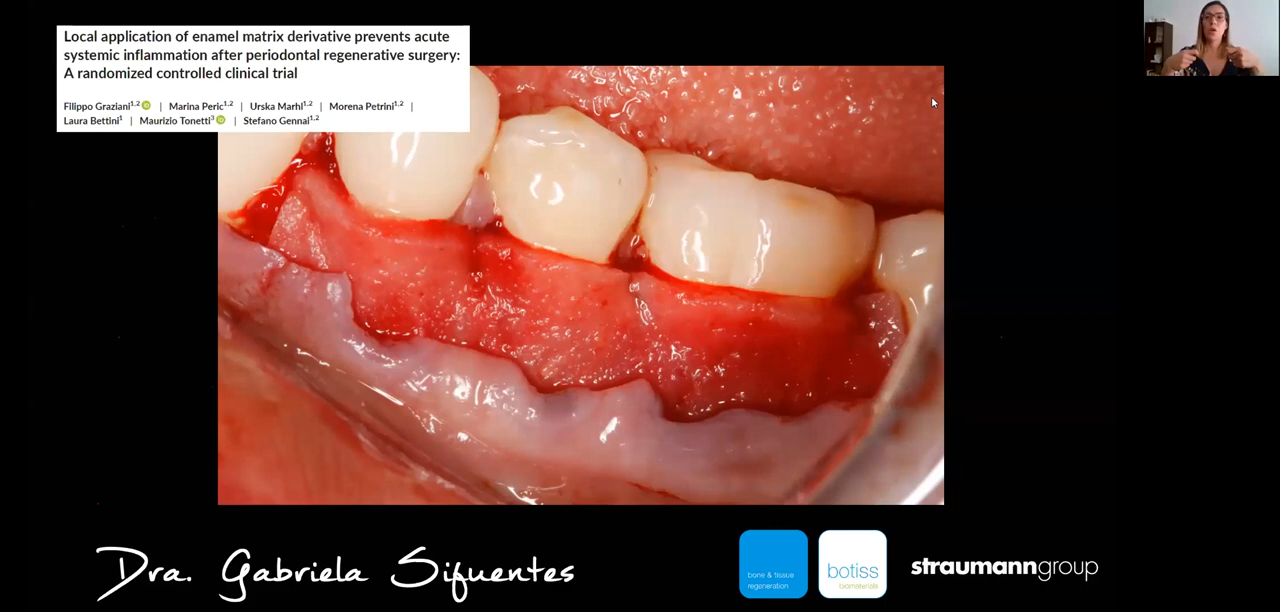 Local application of enamel matrix derivative prevents acute
systemic inflammation after periodontal regenerative surgery:
A randomized controlled clinical trial
Filippo Graziani1,2 iD | Marina Peric1,2 | Urska Marhl1,2 | Morena Petrini1,2 |
Laura Bettini1 | Maurizio Tonetti3 iD | Stefano Gennai1,2
Dra. Gabriela Sifuentes
bone & tissue
regeneration
botiss
biomaterials
straumanngroup